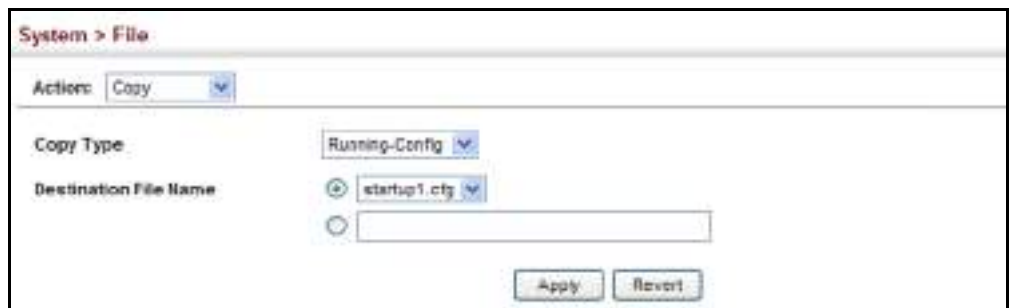 System > File
Action: Copy
Copy Type Running-Config
Destination File Name startup1.cfg
Apply Revert